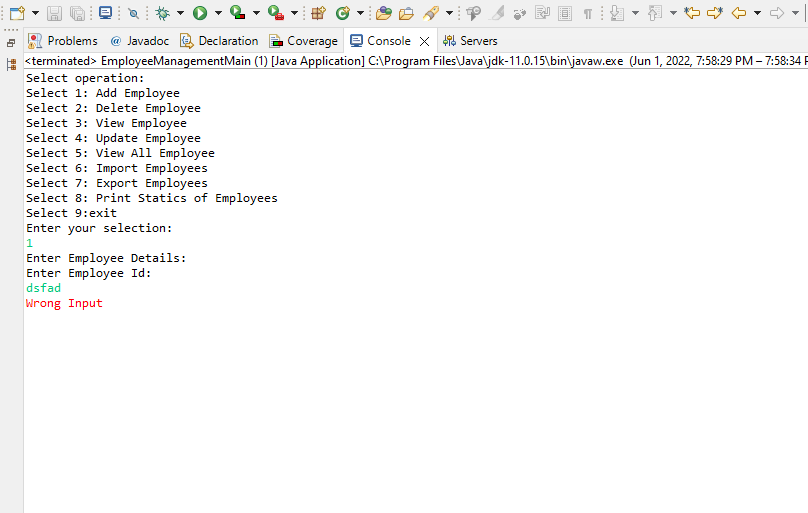 Problems @ Javadoc Declaration Coverage Console Servers
<terminated> EmployeeManagementMain (1) [Java Application] C:\Program Files\Java\jdk-11.0.15\bin\javaw.exe (Jun 1, 2022, 7:58:29 PM – 7:58:34 P
Select operation:
Select 1: Add Employee
Select 2: Delete Employee
Select 3: View Employee
Select 4: Update Employee
Select 5: View All Employee
Select 6: Import Employees
Select 7: Export Employees
Select 8: Print Statics of Employees
Select 9:exit
Enter your selection:
1
Enter Employee Details:
Enter Employee Id:
dsfad
Wrong Input